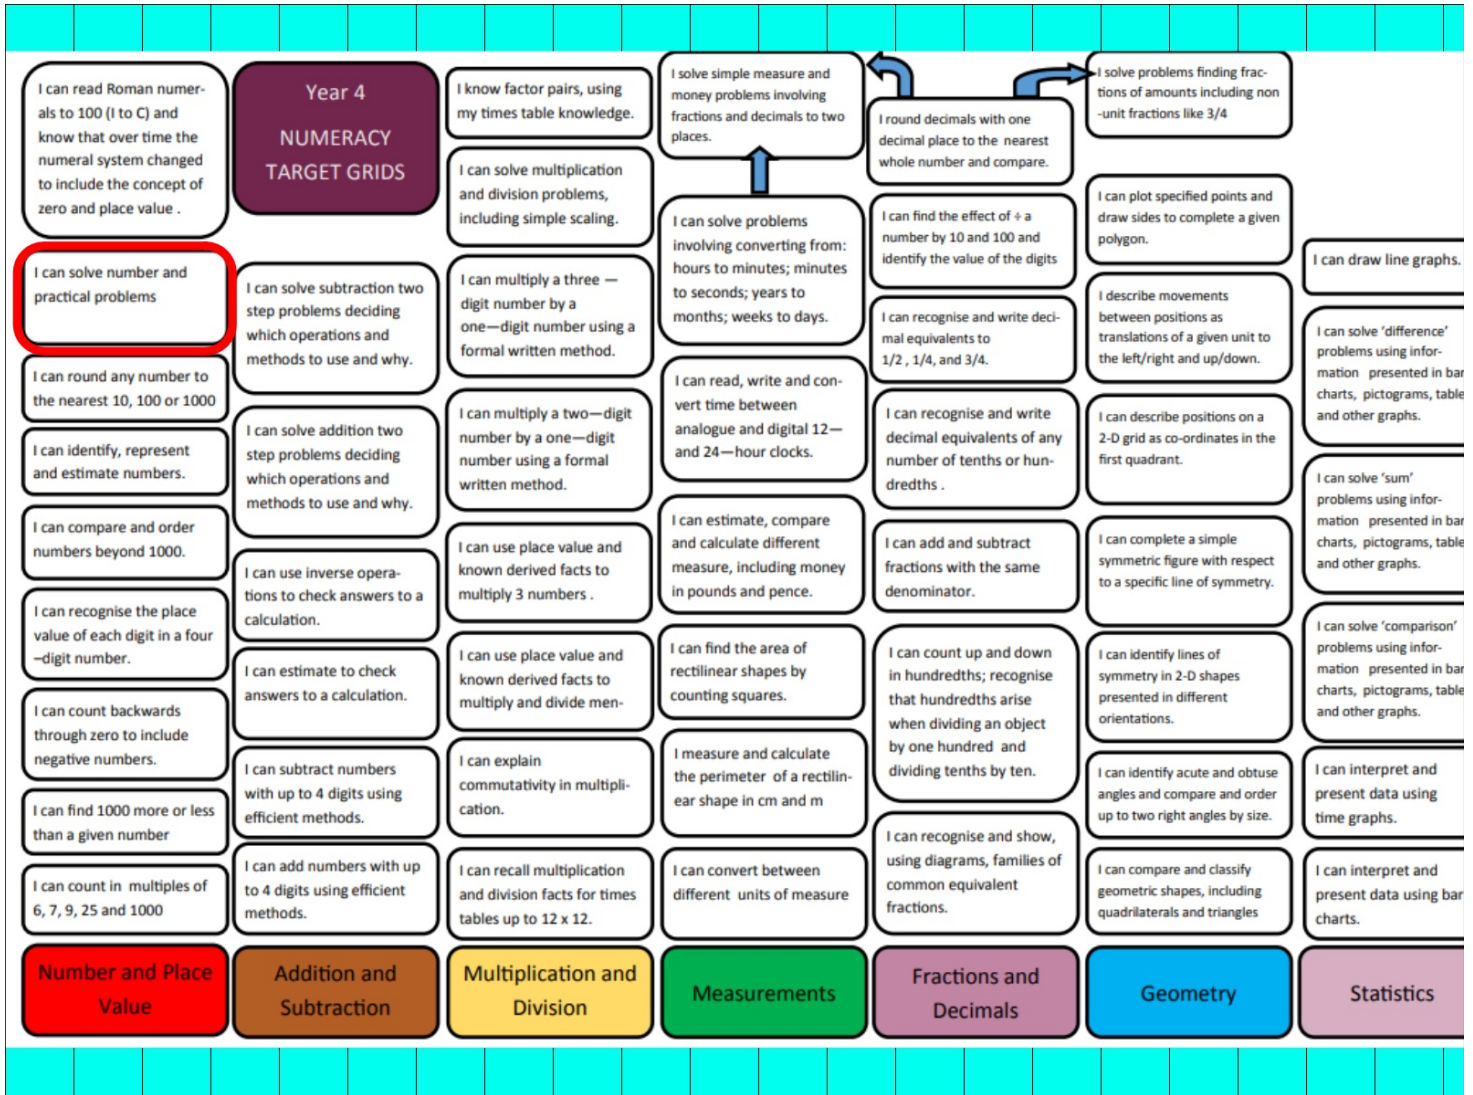 I can read Roman numer-
als to 100 (I to C) and
know that over time the
numeral system changed
to include the concept of
zero and place value .
I can solve number and
practical problems
I can round any number to
the nearest 10, 100 or 1000
I can identify, represent
and estimate numbers.
I can compare and order
numbers beyond 1000.
I can recognise the place
value of each digit in a four
–digit number.
I can count backwards
through zero to include
negative numbers.
I can find 1000 more or less
than a given number
I can count in multiples of
6, 7, 9, 25 and 1000
Number and Place
Value
Year 4
NUMERACY
TARGET GRIDS
I can solve subtraction two
step problems deciding
which operations and
methods to use and why.
I can solve addition two
step problems deciding
which operations and
methods to use and why.
I can use inverse opera-
tions to check answers to a
calculation.
I can estimate to check
answers to a calculation.
I can subtract numbers
with up to 4 digits using
efficient methods.
I can add numbers with up
to 4 digits using efficient
methods.
Addition and
Subtraction
I know factor pairs, using
my times table knowledge.
I can solve multiplication
and division problems,
including simple scaling.
I can multiply a three —
digit number by a
one—digit number using a
formal written method.
I can multiply a two—digit
number by a one—digit
number using a formal
written method.
I can use place value and
known derived facts to
multiply 3 numbers .
I can use place value and
known derived facts to
multiply and divide men-
I can explain
commutativity in multipli-
cation.
I can recall multiplication
and division facts for times
tables up to 12 x 12.
Multiplication and
Division
I solve simple measure and
money problems involving
fractions and decimals to two
places.
I can solve problems
involving converting from:
hours to minutes; minutes
to seconds; years to
months; weeks to days.
I can read, write and con-
vert time between
analogue and digital 12—
and 24—hour clocks.
I can estimate, compare
and calculate different
measure, including money
in pounds and pence.
I can find the area of
rectilinear shapes by
counting squares.
I measure and calculate
the perimeter of a rectilin-
ear shape in cm and m
I can convert between
different units of measure
Measurements
I round decimals with one
decimal place to the nearest
whole number and compare.
I can find the effect of ÷ a
number by 10 and 100 and
identify the value of the digits
I can recognise and write deci-
mal equivalents to
1/2 , 1/4, and 3/4.
I can recognise and write
decimal equivalents of any
number of tenths or hun-
dredths .
I can add and subtract
fractions with the same
denominator.
I can count up and down
in hundredths; recognise
that hundredths arise
when dividing an object
by one hundred and
dividing tenths by ten.
I can recognise and show,
using diagrams, families of
common equivalent
fractions.
Fractions and
Decimals
I solve problems finding frac-
tions of amounts including non
-unit fractions like 3/4
I can plot specified points and
draw sides to complete a given
polygon.
I describe movements
between positions as
translations of a given unit to
the left/right and up/down.
I can describe positions on a
2-D grid as co-ordinates in the
first quadrant.
I can complete a simple
symmetric figure with respect
to a specific line of symmetry.
I can identify lines of
symmetry in 2-D shapes
presented in different
orientations.
I can identify acute and obtuse
angles and compare and order
up to two right angles by size.
I can compare and classify
geometric shapes, including
quadrilaterals and triangles
Geometry
I can draw line graphs.
I can solve ‘difference’
problems using infor-
mation presented in bar
charts, pictograms, table
and other graphs.
I can solve ‘sum’
problems using infor-
mation presented in bar
charts, pictograms, table
and other graphs.
I can solve ‘comparison’
problems using infor-
mation presented in bar
charts, pictograms, table
and other graphs.
I can interpret and
present data using
time graphs.
I can interpret and
present data using bar
charts.
Statistics